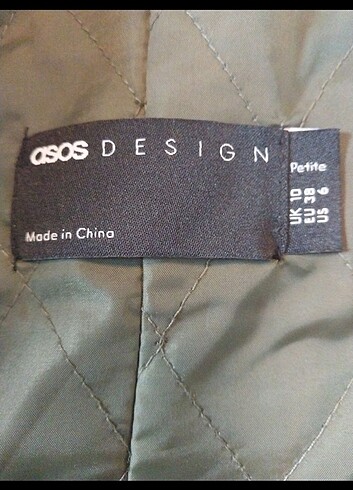 asos DESIGN
Made in China
Petite
UK 10
EU 38
US 6